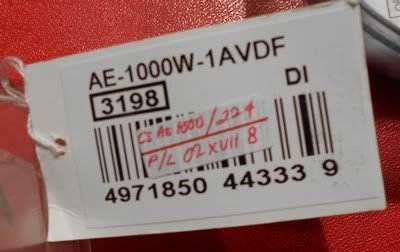 AE-1000W-1AVDF
3198
DI
CS AE 1000/224
P/L 02 XVII 8
4971850 44333 9